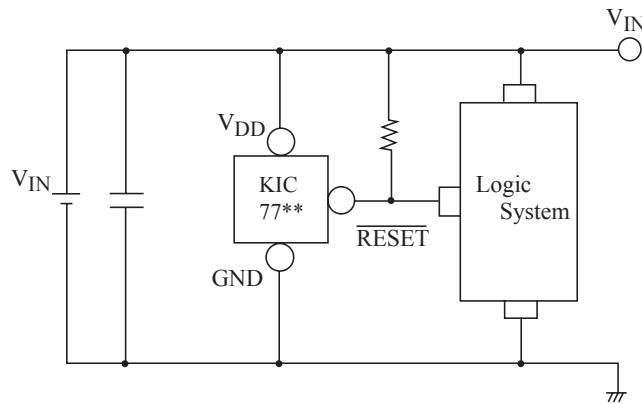 VIN
VDD
VIN
KIC
77**
Logic
System
RESET
GND